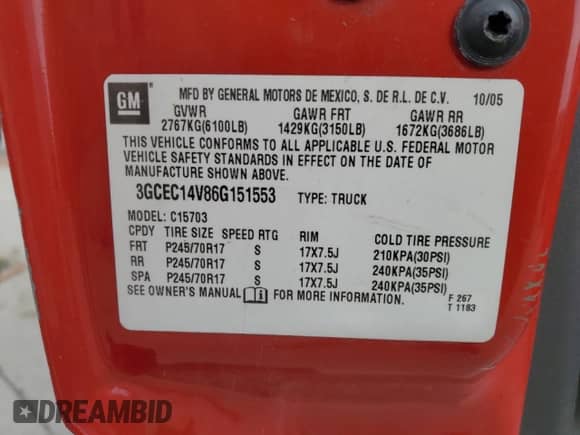 GM
MFD BY GENERAL MOTORS DE MEXICO, S. DE R.L. DE C.V. 10/05
GVWR GAWR FRT GAWR RR
2767KG(6100LB) 1429KG(3150LB) 1672KG(3686LB)
THIS VEHICLE CONFORMS TO ALL APPLICABLE U.S. FEDERAL MOTOR
VEHICLE SAFETY STANDARDS IN EFFECT ON THE DATE OF
MANUFACTURE SHOWN ABOVE.
3GCEC14V86G151553 TYPE: TRUCK
MODEL: C15703
CPDY TIRE SIZE SPEED RTG RIM COLD TIRE PRESSURE
FRT P245/70R17 S 17X7.5J 210KPA(30PSI)
RR P245/70R17 S 17X7.5J 240KPA(35PSI)
SPA P245/70R17 S 17X7.5J 240KPA(35PSI)
SEE OWNER'S MANUAL FOR MORE INFORMATION.
F 267
T 1183
DREAMBID